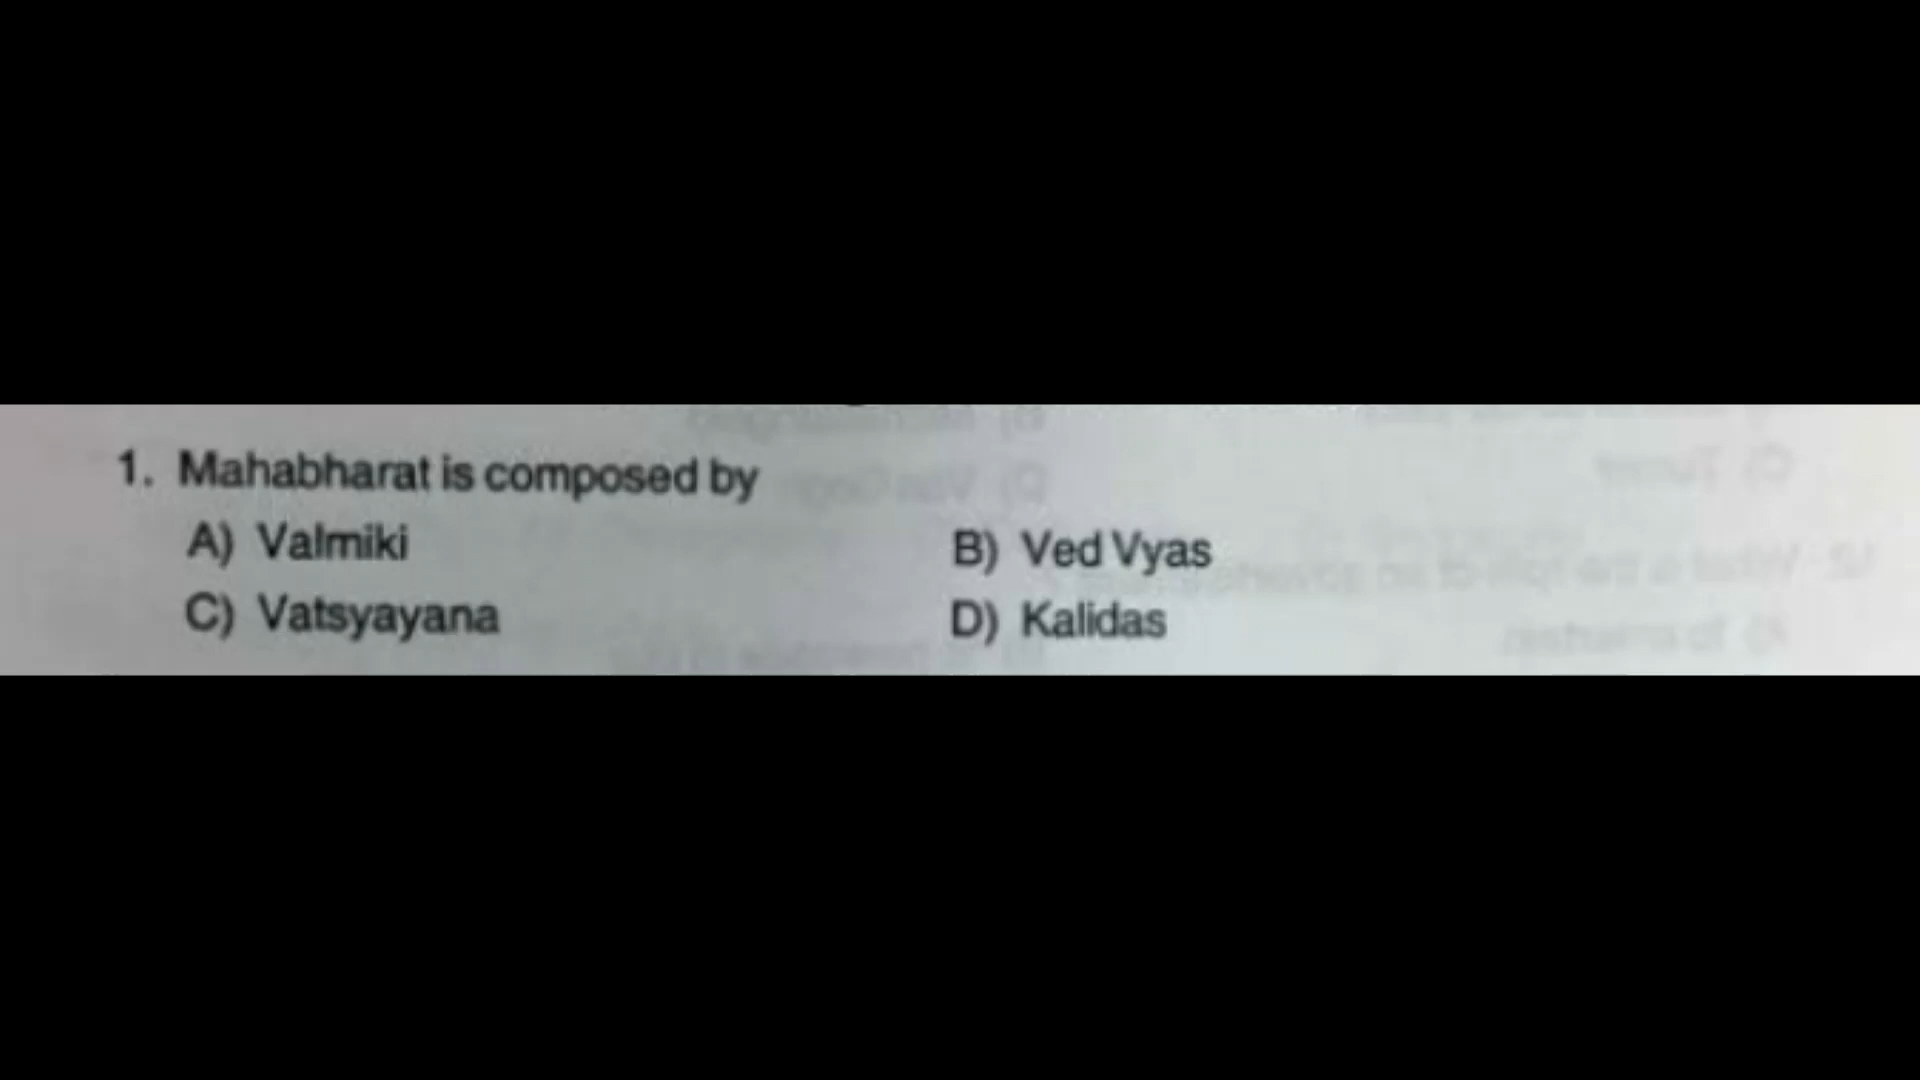 1. Mahabharat is composed by
A) Valmiki B) Ved Vyas
C) Vatsyayana D) Kalidas